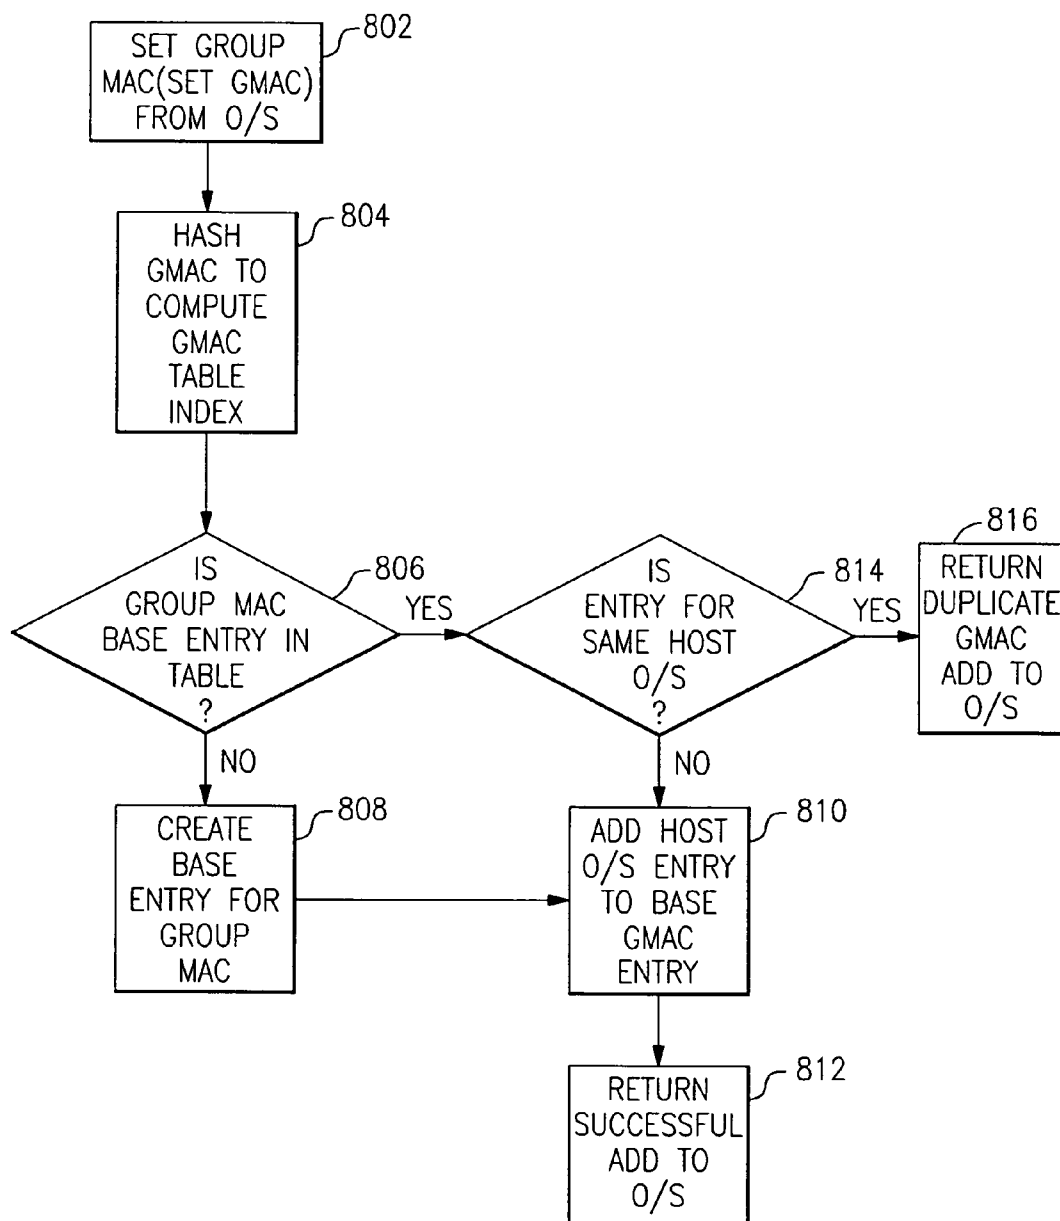 802
SET GROUP
MAC(SET GMAC)
FROM O/S
804
HASH
GMAC TO
COMPUTE
GMAC
TABLE
INDEX
806
IS
GROUP MAC
BASE ENTRY IN
TABLE
?
YES
NO
814
IS
ENTRY FOR
SAME HOST
O/S
?
YES
NO
816
RETURN
DUPLICATE
GMAC
ADD TO
O/S
808
CREATE
BASE
ENTRY FOR
GROUP
MAC
810
ADD HOST
O/S ENTRY
TO BASE
GMAC
ENTRY
812
RETURN
SUCCESSFUL
ADD TO
O/S